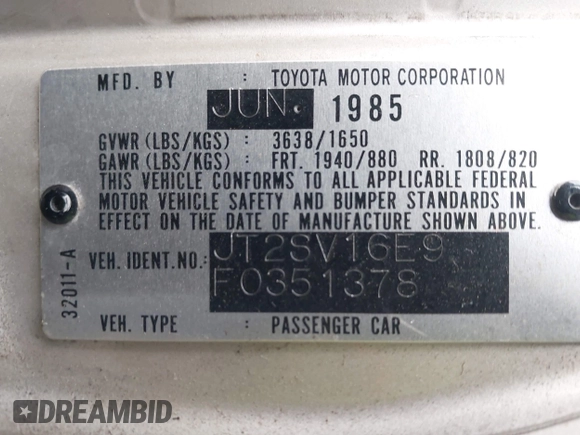 MFD. BY : TOYOTA MOTOR CORPORATION
JUN. 1985
GVWR (LBS/KGS) : 3638/1650
GAWR (LBS/KGS) : FRT. 1940/880 RR. 1808/820
THIS VEHICLE CONFORMS TO ALL APPLICABLE FEDERAL
MOTOR VEHICLE SAFETY AND BUMPER STANDARDS IN
EFFECT ON THE DATE OF MANUFACTURE SHOWN ABOVE.
VEH. IDENT.NO.: JT2SV16E9
F0351378
VEH. TYPE : PASSENGER CAR
32011-A
DREAMBID